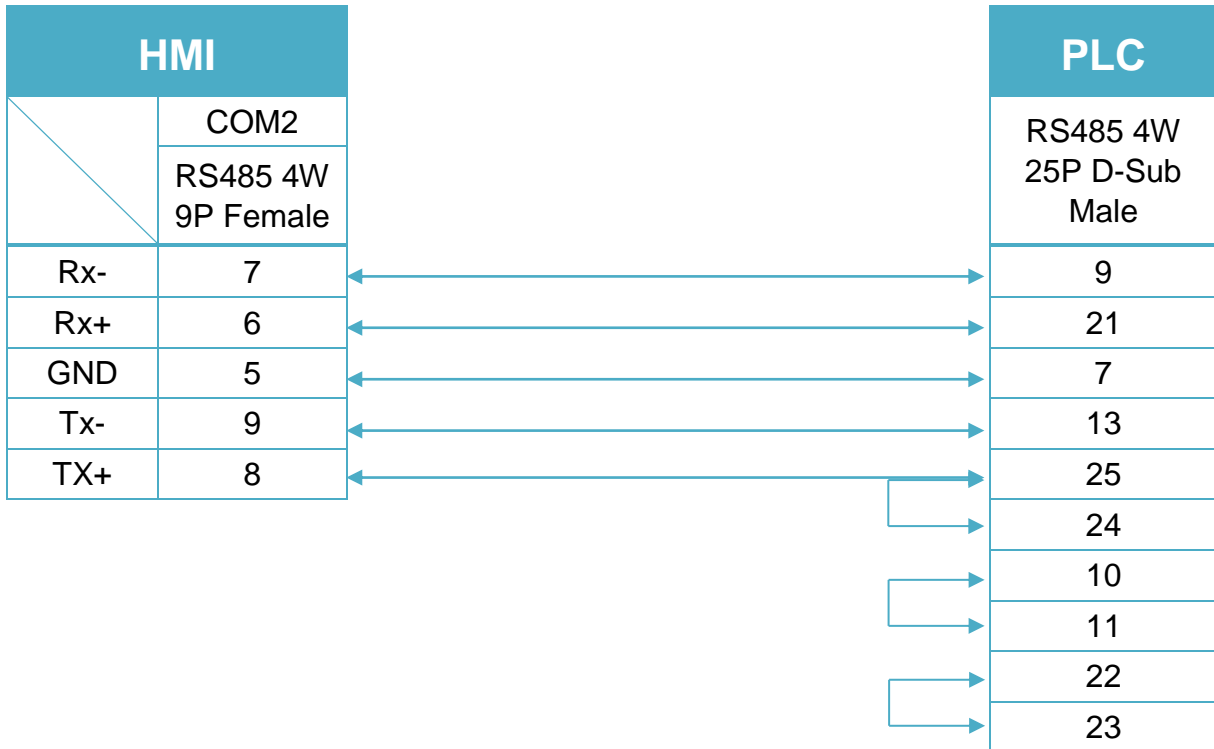 HMI
PLC
COM2
RS485 4W
9P Female
RS485 4W
25P D-Sub
Male
Rx- 7 9
Rx+ 6 21
GND 5 7
Tx- 9 13
TX+ 8 25
24
10
11
22
23